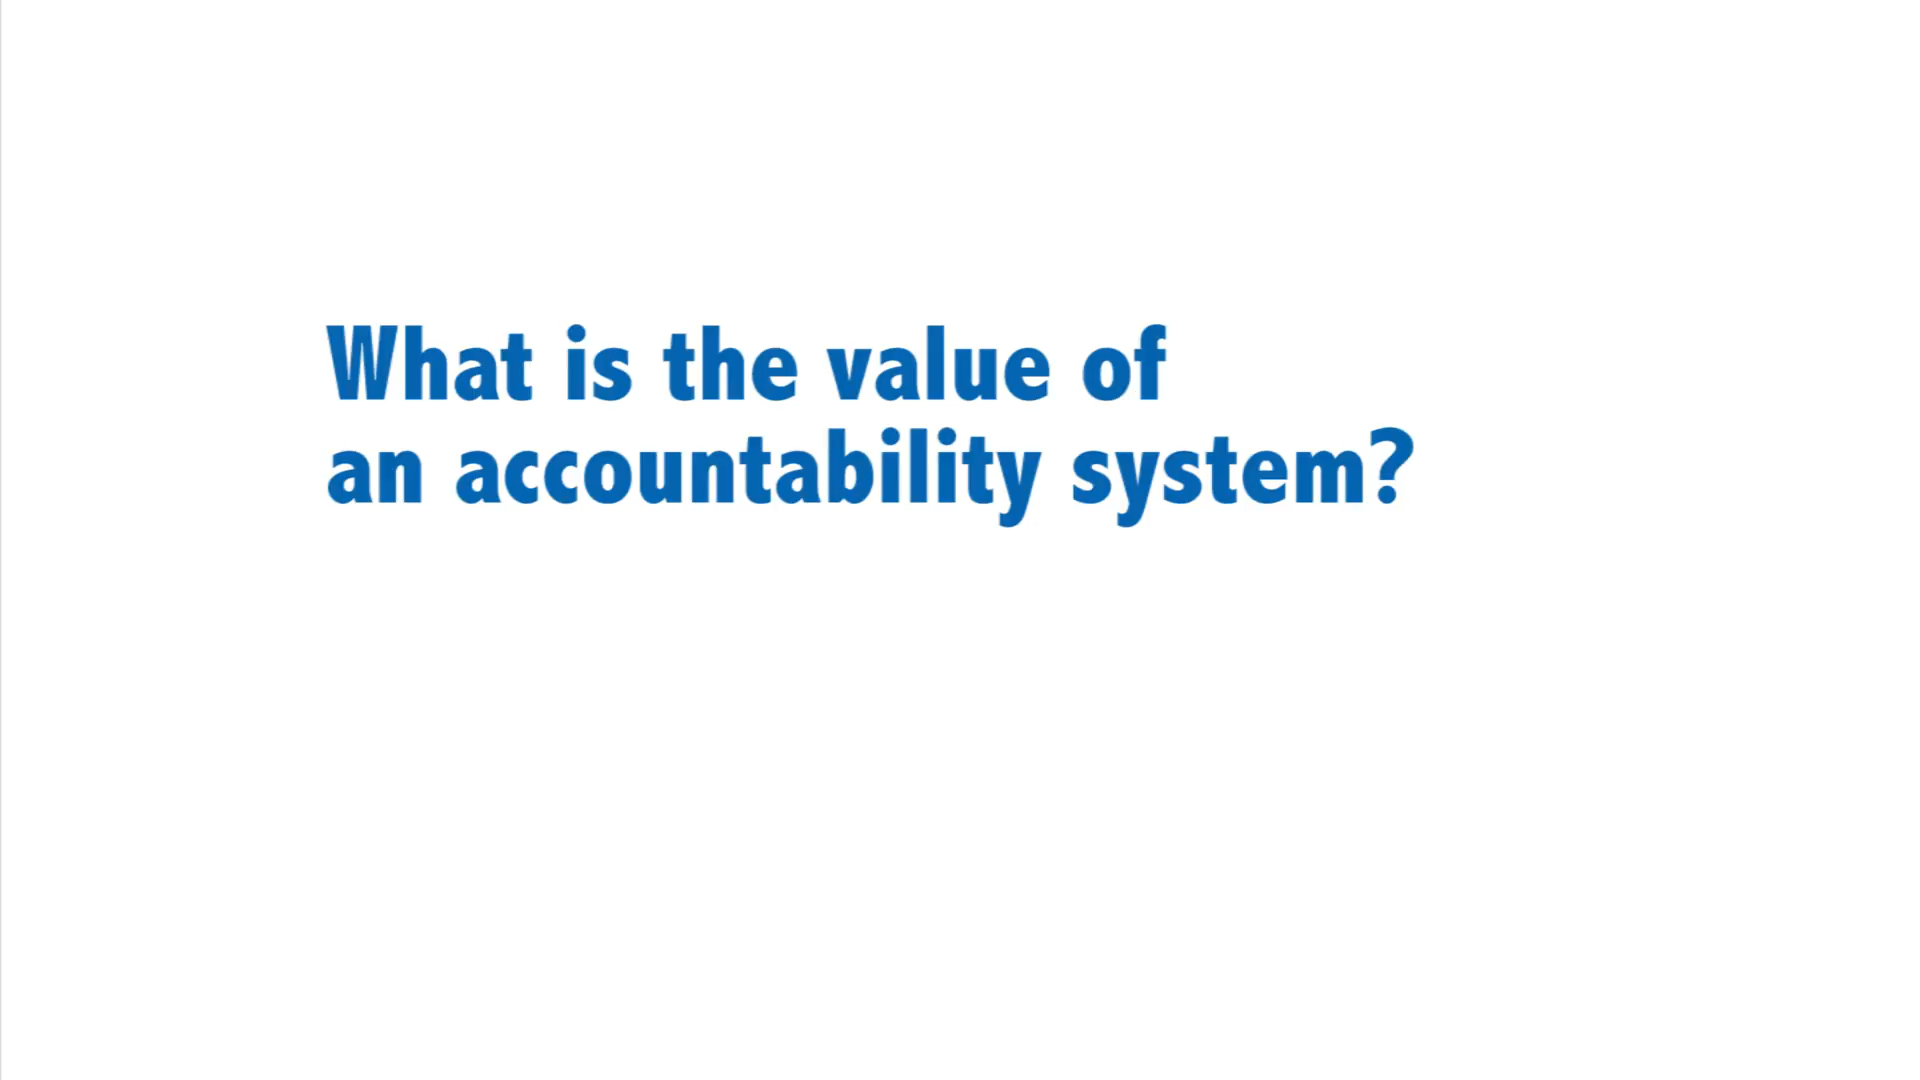 What is the value of
an accountability system?